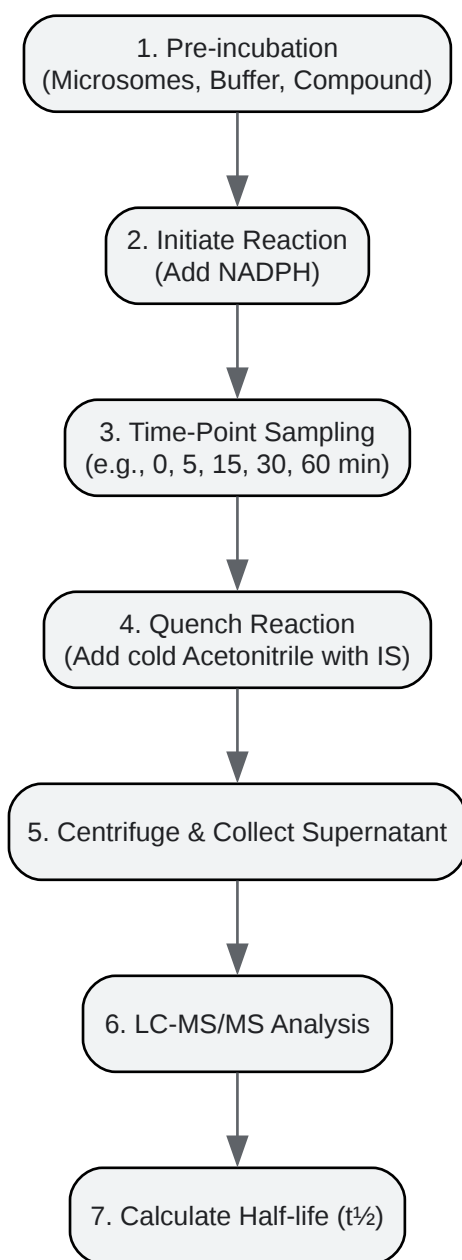 1. Pre-incubation
(Microsomes, Buffer, Compound)
2. Initiate Reaction
(Add NADPH)
3. Time-Point Sampling
(e.g., 0, 5, 15, 30, 60 min)
4. Quench Reaction
(Add cold Acetonitrile with IS)
5. Centrifuge & Collect Supernatant
6. LC-MS/MS Analysis
7. Calculate Half-life (t½)